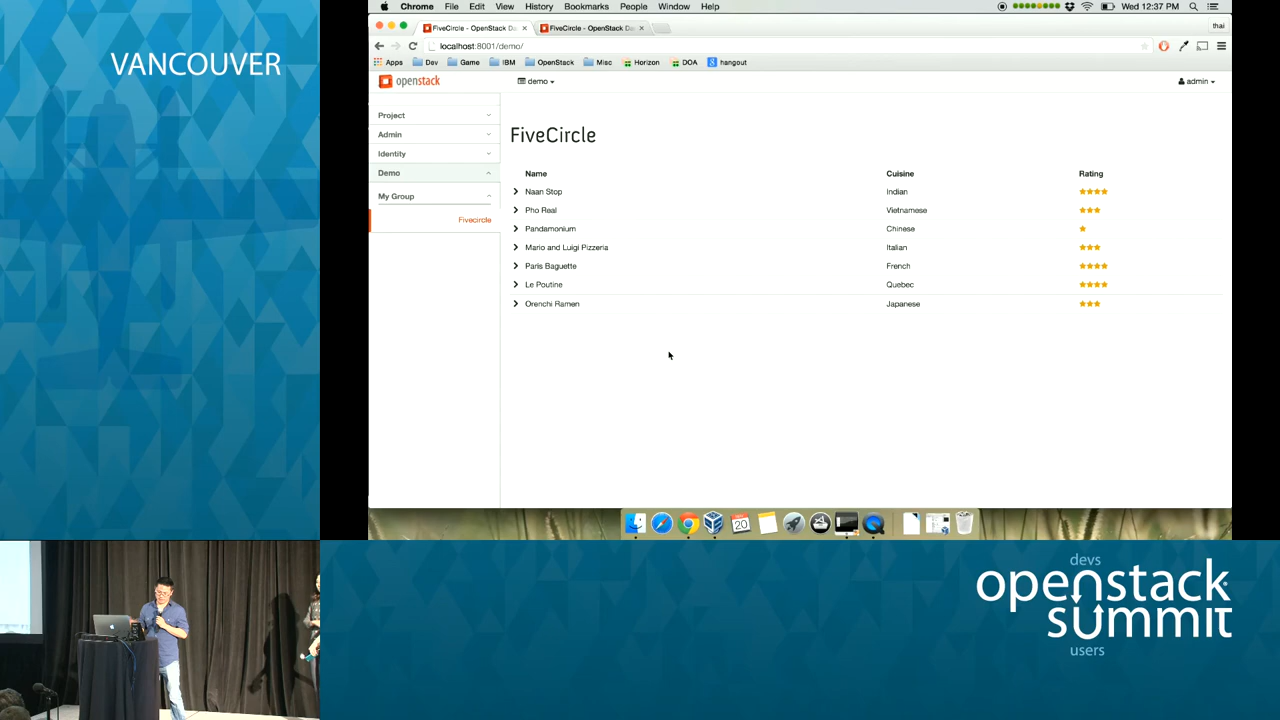 VANCOUVER
Chrome File Edit View History Bookmarks People Window Help Wed 12:37 PM
FiveCircle - OpenStack Da FiveCircle - OpenStack Da thai
localhost:8001/demo/
Apps Dev Game IBM OpenStack Misc Horizon DOA hangout
openstack demo admin
Project
Admin
Identity
Demo
My Group
Fivecircle
FiveCircle
Name Cuisine Rating
Naan Stop Indian
Pho Real Vietnamese
Pandamonium Chinese
Mario and Luigi Pizzeria Italian
Paris Baguette French
Le Poutine Quebec
Orenchi Ramen Japanese
20
devs
openstack
summit
users